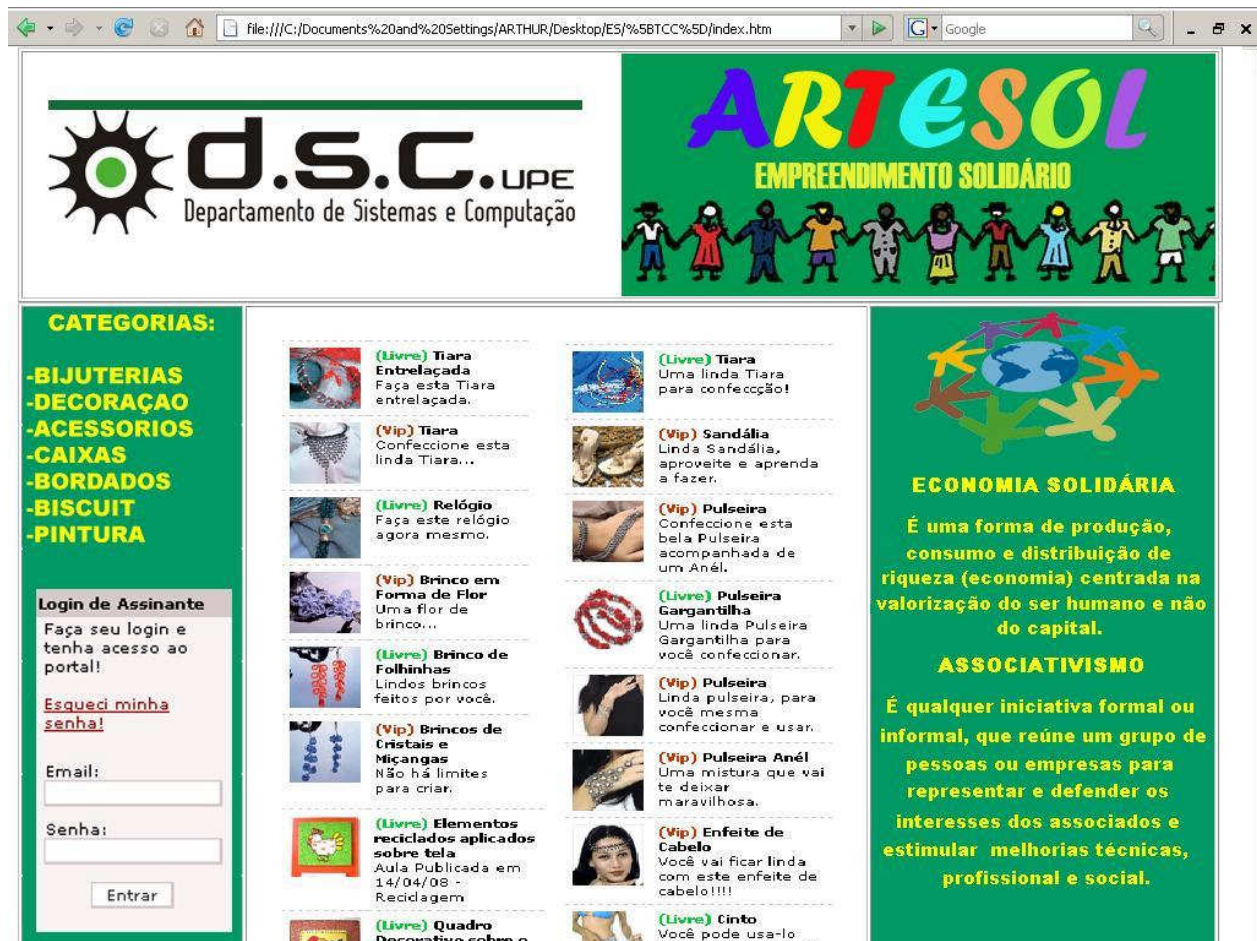 file:///C:/Documents%20and%20Settings/ARTHUR/Desktop/ES/%5BTCC%5D/index.htm
Google
d.s.c.UPE
Departamento de Sistemas e Computação
ARTESOL
EMPREENDIMENTO SOLIDÁRIO
CATEGORIAS:
-BIJUTERIAS
-DECORAÇAO
-ACESSORIOS
-CAIXAS
-BORDADOS
-BISCUIT
-PINTURA
Login de Assinante
Faça seu login e
tenha acesso ao
portal!
Esqueci minha
senha!
Email:
Senha:
Entrar
(Livre) Tiara
Entrelaçada
Faça esta Tiara
entrelaçada.
(Vip) Tiara
Confeccione esta
linda Tiara...
(Livre) Relógio
Faça este relógio
agora mesmo.
(Vip) Brinco em
Forma de Flor
Uma flor de
brinco...
(Livre) Brinco de
Folhinhas
Lindos brincos
feitos por você.
(Vip) Brincos de
Cristais e
Miçangas
Não há limites
para criar.
(Livre) Elementos
reciclados aplicados
sobre tela
Aula Publicada em
14/04/08 -
Reciclagem
(Livre) Quadro
Decorativo sobre o
(Livre) Tiara
Uma linda Tiara
para confeccção!
(Vip) Sandália
Linda Sandália,
aproveite e aprenda
a fazer.
(Vip) Pulseira
Confeccione esta
bela Pulseira
acompanhada de
um Anél.
(Livre) Pulseira
Gargantilha
Uma linda Pulseira
Gargantilha para
você confeccionar.
(Vip) Pulseira
Linda pulseira, para
você mesma
confeccionar e usar.
(Vip) Pulseira Anél
Uma mistura que vai
te deixar
maravilhosa.
(Vip) Enfeite de
Cabelo
Você vai ficar linda
com este enfeite de
cabelo!!!!
(Livre) Cinto
Você pode usa-lo
ECONOMIA SOLIDÁRIA
É uma forma de produção,
consumo e distribuição de
riqueza (economia) centrada na
valorização do ser humano e não
do capital.
ASSOCIATIVISMO
É qualquer iniciativa formal ou
informal, que reúne um grupo de
pessoas ou empresas para
representar e defender os
interesses dos associados e
estimular melhorias técnicas,
profissional e social.